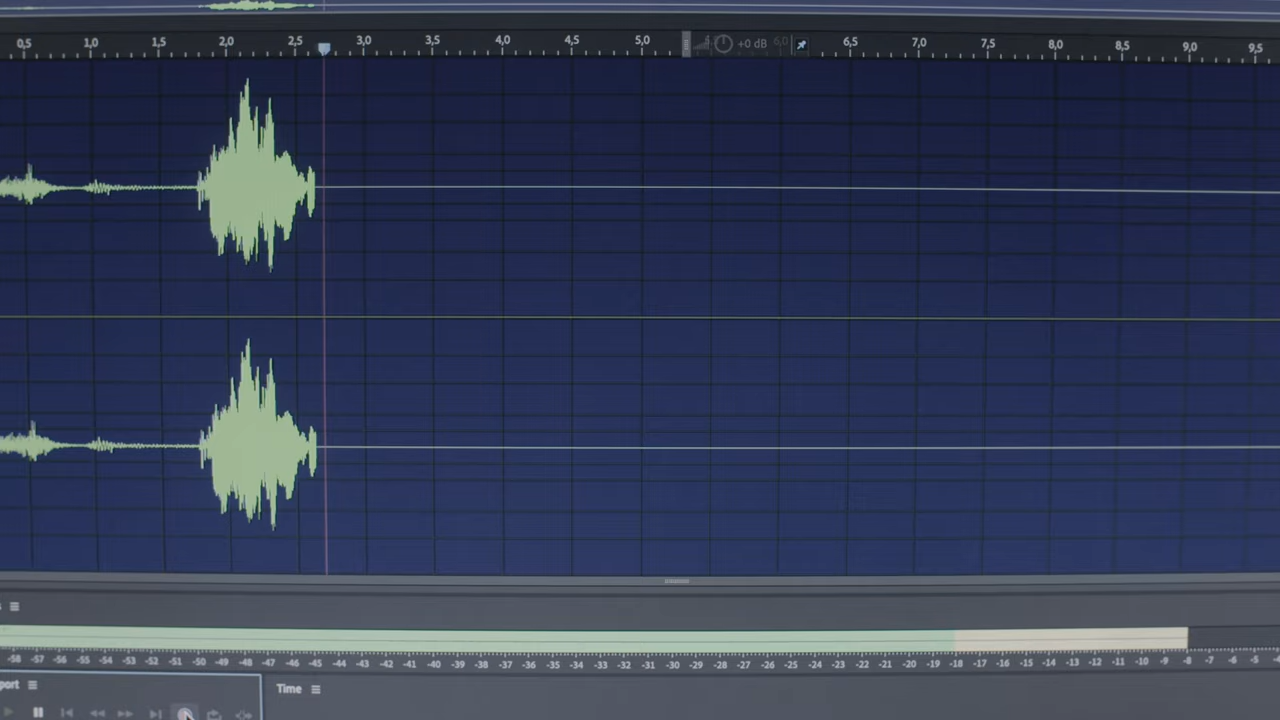 0,5 1,0 1,5 2,0 2,5 3,0 3,5 4,0 4,5 5,0 +0 dB 6,0 6,5 7,0 7,5 8,0 8,5 9,0 9,5
-58 -57 -56 -55 -54 -53 -52 -51 -50 -49 -48 -47 -46 -45 -44 -43 -42 -41 -40 -39 -38 -37 -36 -35 -34 -33 -32 -31 -30 -29 -28 -27 -26 -25 -24 -23 -22 -21 -20 -19 -18 -17 -16 -15 -14 -13 -12 -11 -10 -9 -8 -7 -6 -5
port Time